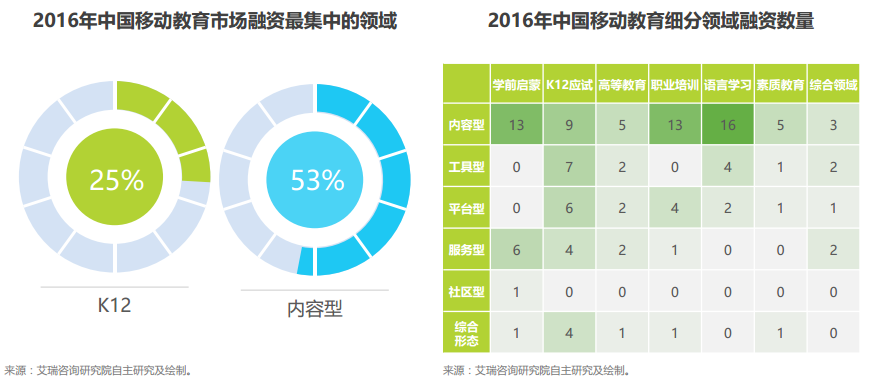 2016年中国移动教育市场融资最集中的领域
25%
53%
K12
内容型
来源：艾瑞咨询研究院自主研究及绘制。
2016年中国移动教育细分领域融资数量
学前启蒙 K12应试 高等教育 职业培训 语言学习 素质教育 综合领域
内容型 13 9 5 13 16 5 3
工具型 0 7 2 0 4 1 2
平台型 0 6 2 4 2 1 1
服务型 6 4 2 1 0 0 2
社区型 1 0 0 0 0 0 0
综合
形态 1 4 1 1 0 1 0
来源：艾瑞咨询研究院自主研究及绘制。